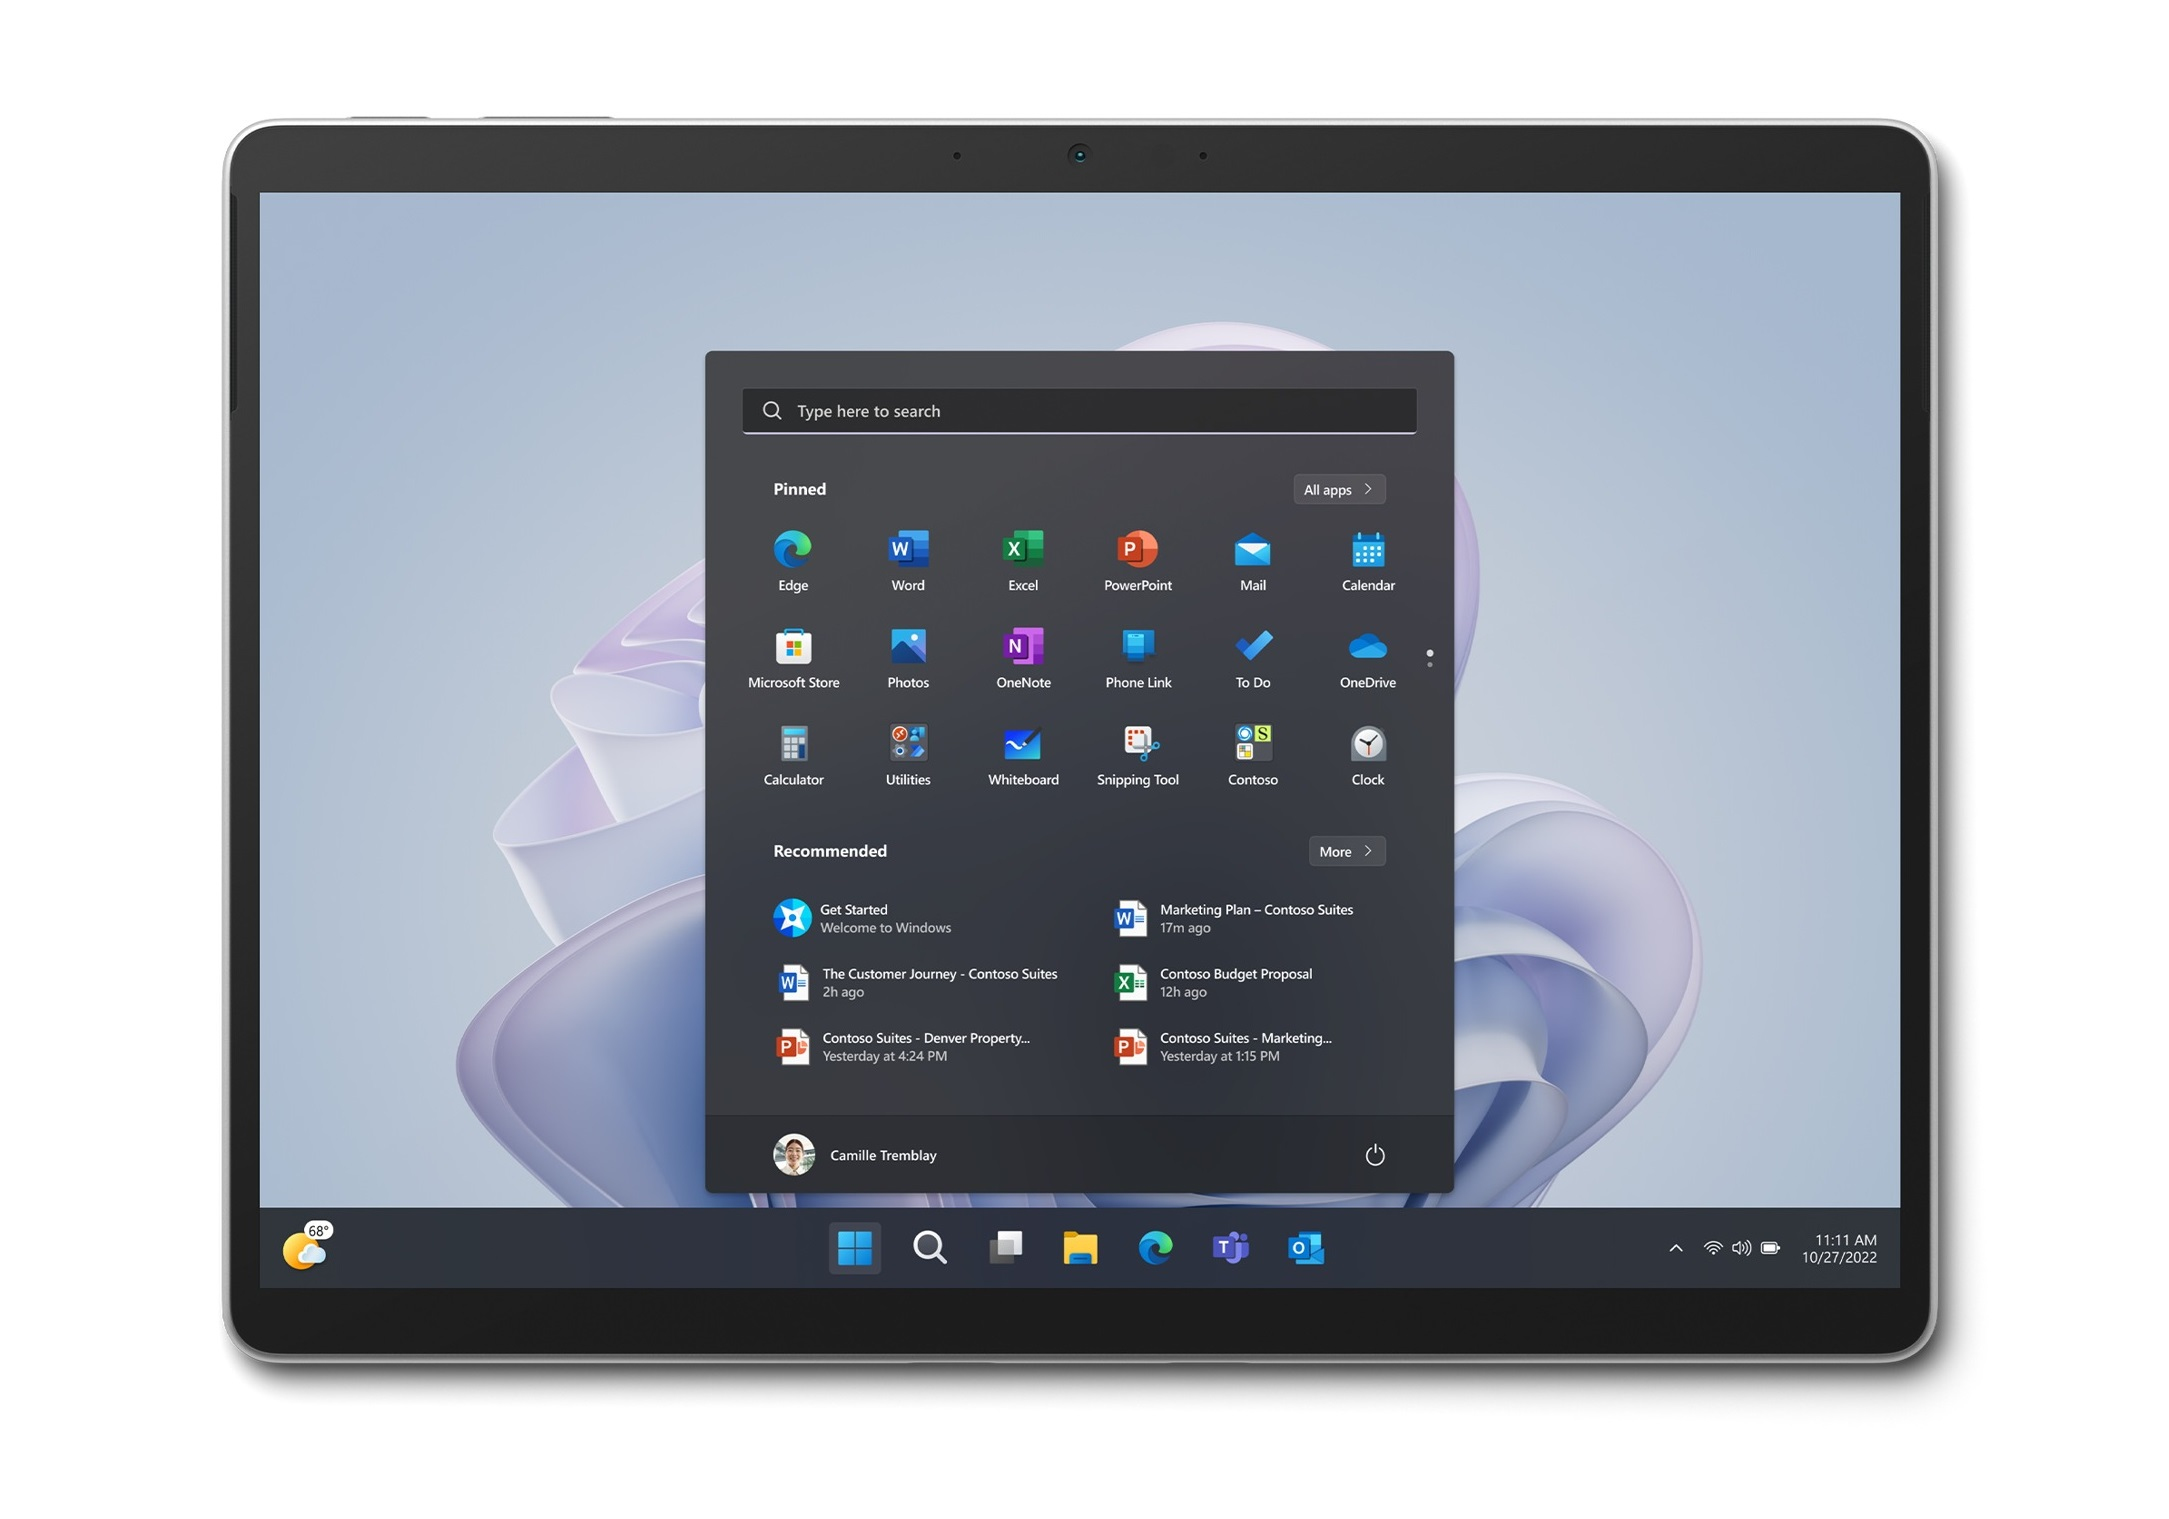 Type here to search
Pinned
All apps
Edge
Word
Excel
PowerPoint
Mail
Calendar
Microsoft Store
Photos
OneNote
Phone Link
To Do
OneDrive
Calculator
Utilities
Whiteboard
Snipping Tool
Contoso
Clock
Recommended
More
Get Started
Welcome to Windows
Marketing Plan – Contoso Suites
17m ago
The Customer Journey - Contoso Suites
2h ago
Contoso Budget Proposal
12h ago
Contoso Suites - Denver Property...
Yesterday at 4:24 PM
Contoso Suites - Marketing...
Yesterday at 1:15 PM
Camille Tremblay
68°
11:11 AM
10/27/2022